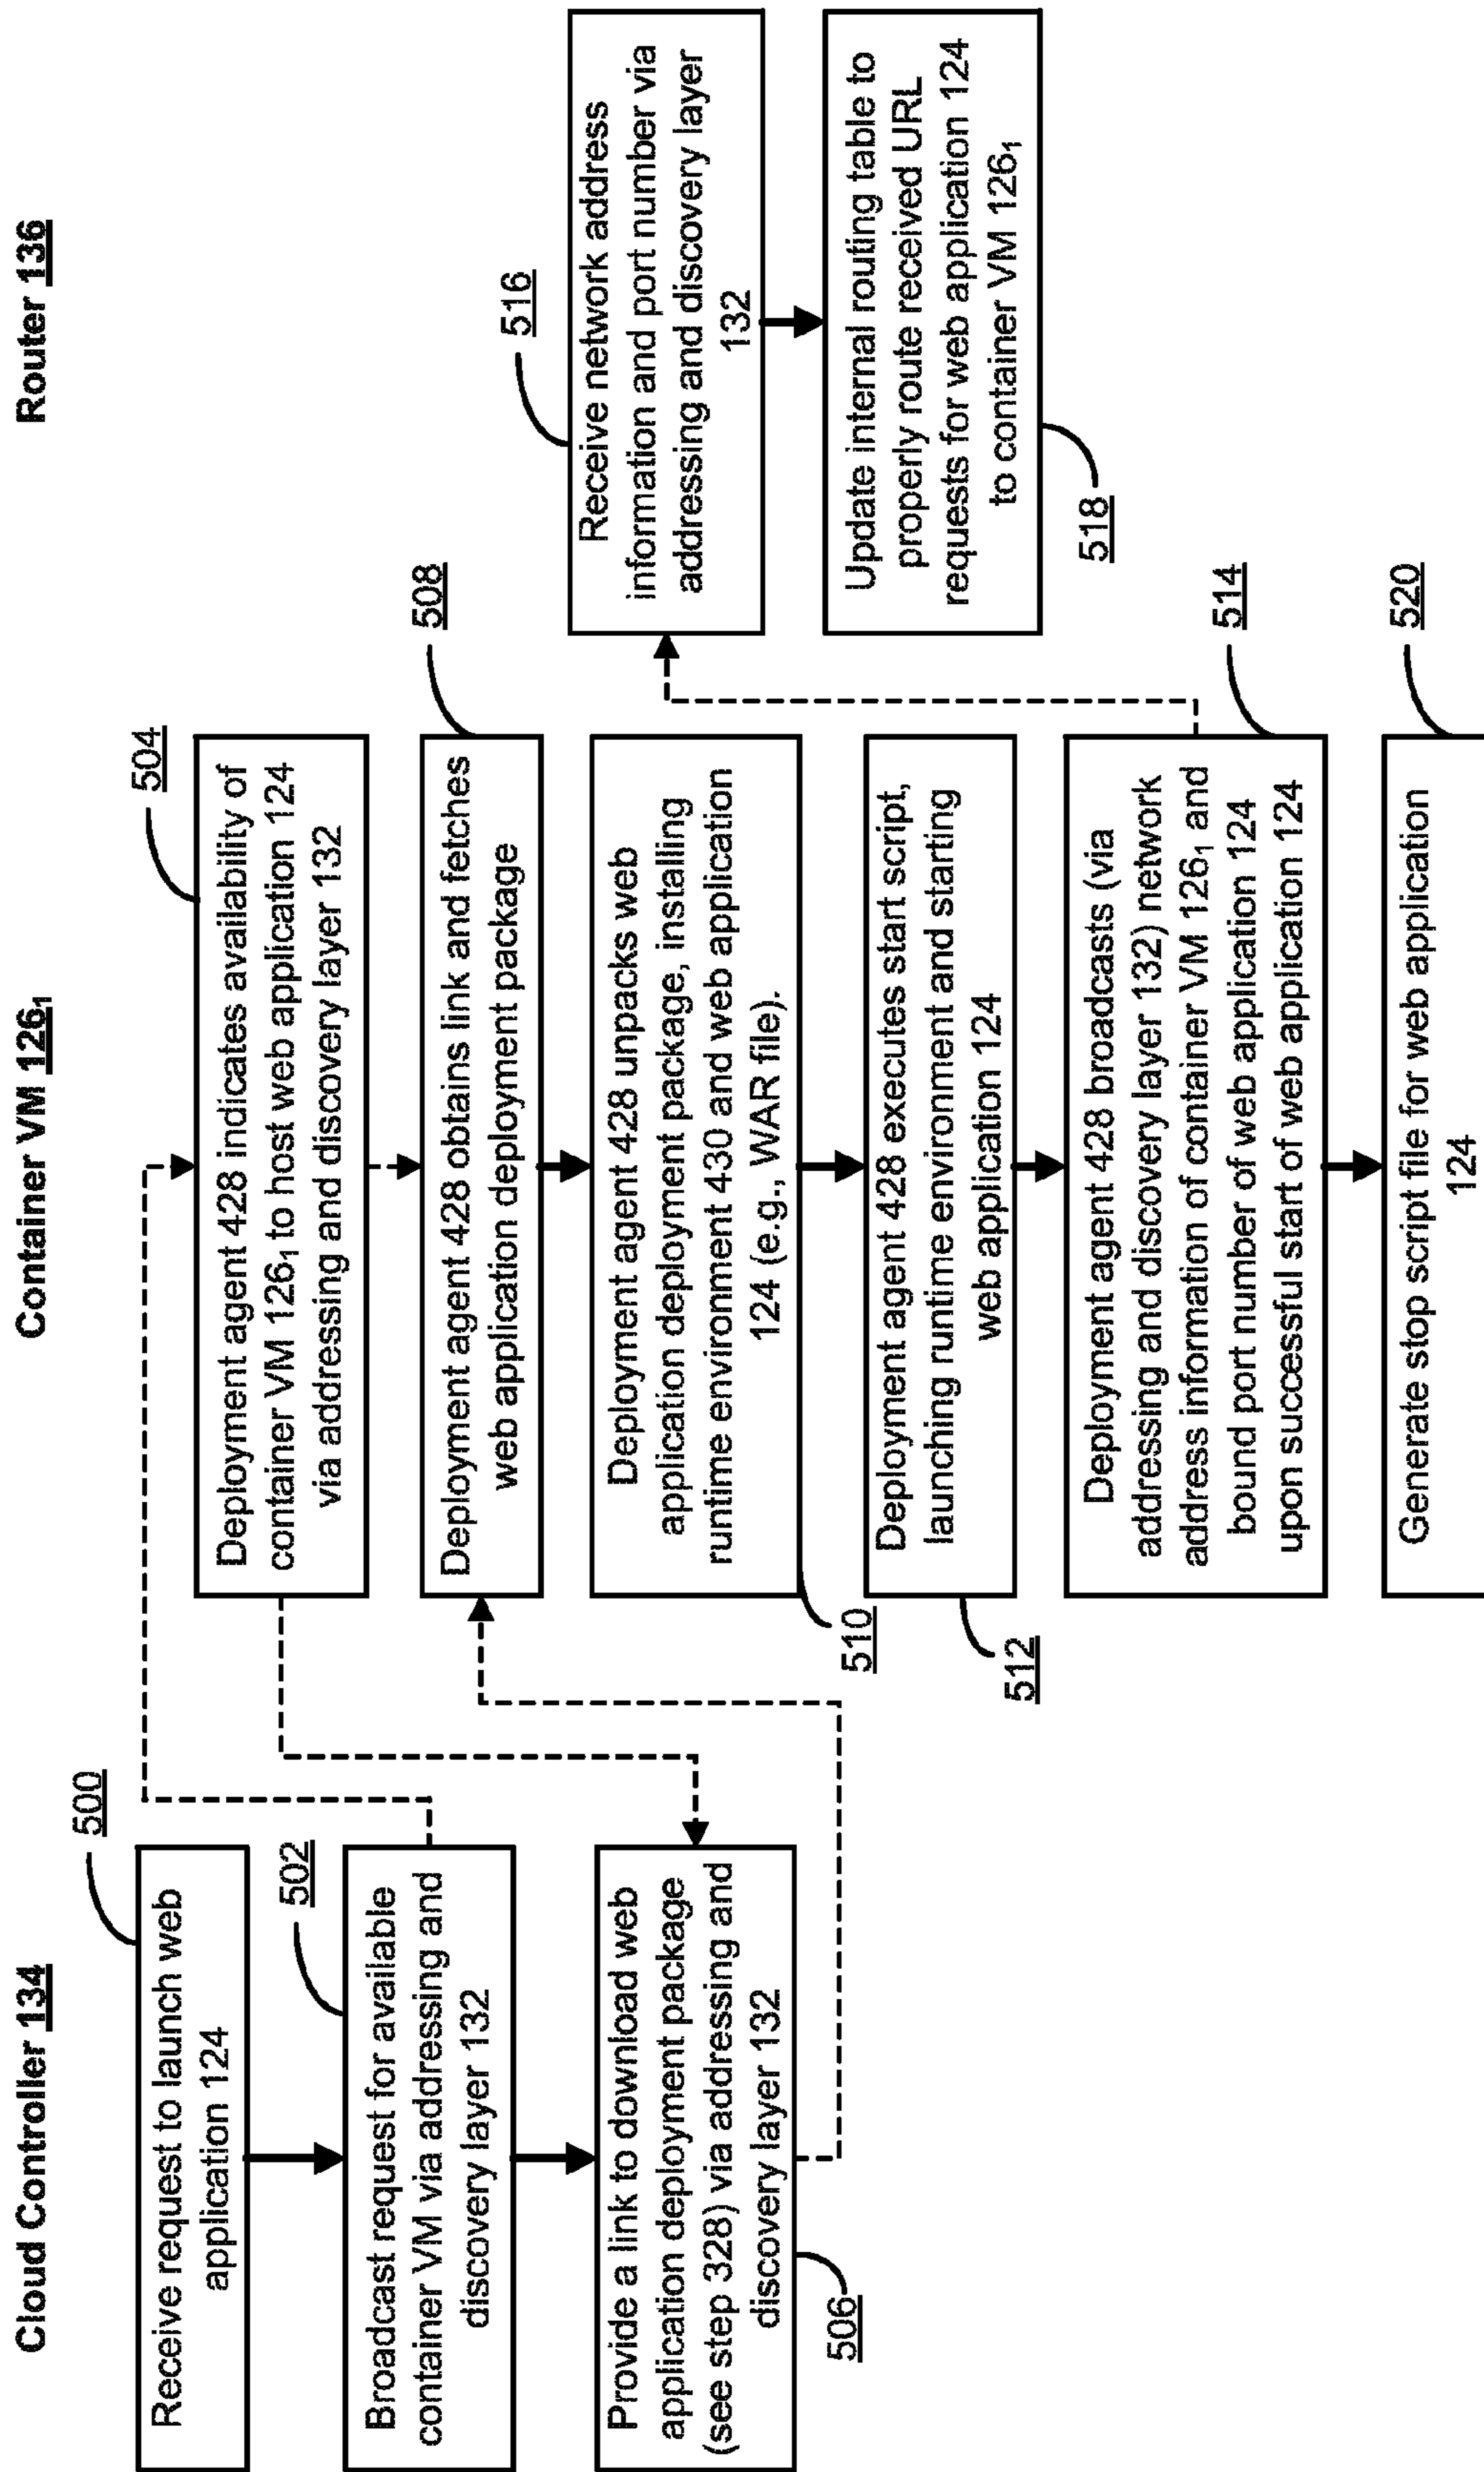 Cloud Controller 134
500
Receive request to launch web
application 124
502
Broadcast request for available
container VM via addressing and
discovery layer 132
Provide a link to download web
application deployment package
(see step 328) via addressing and
discovery layer 132
506
Container VM 126₁
504
Deployment agent 428 indicates availability of
container VM 126₁ to host web application 124
via addressing and discovery layer 132
508
Deployment agent 428 obtains link and fetches
web application deployment package
Deployment agent 428 unpacks web
application deployment package, installing
runtime environment 430 and web application
124 (e.g., WAR file).
510
Deployment agent 428 executes start script,
launching runtime environment and starting
web application 124
512
514
Deployment agent 428 broadcasts (via
addressing and discovery layer 132) network
address information of container VM 126₁ and
bound port number of web application 124
upon successful start of web application 124
520
Generate stop script file for web application
124
Router 136
516
Receive network address
information and port number via
addressing and discovery layer
132
Update internal routing table to
properly route received URL
requests for web application 124
to container VM 126₁
518